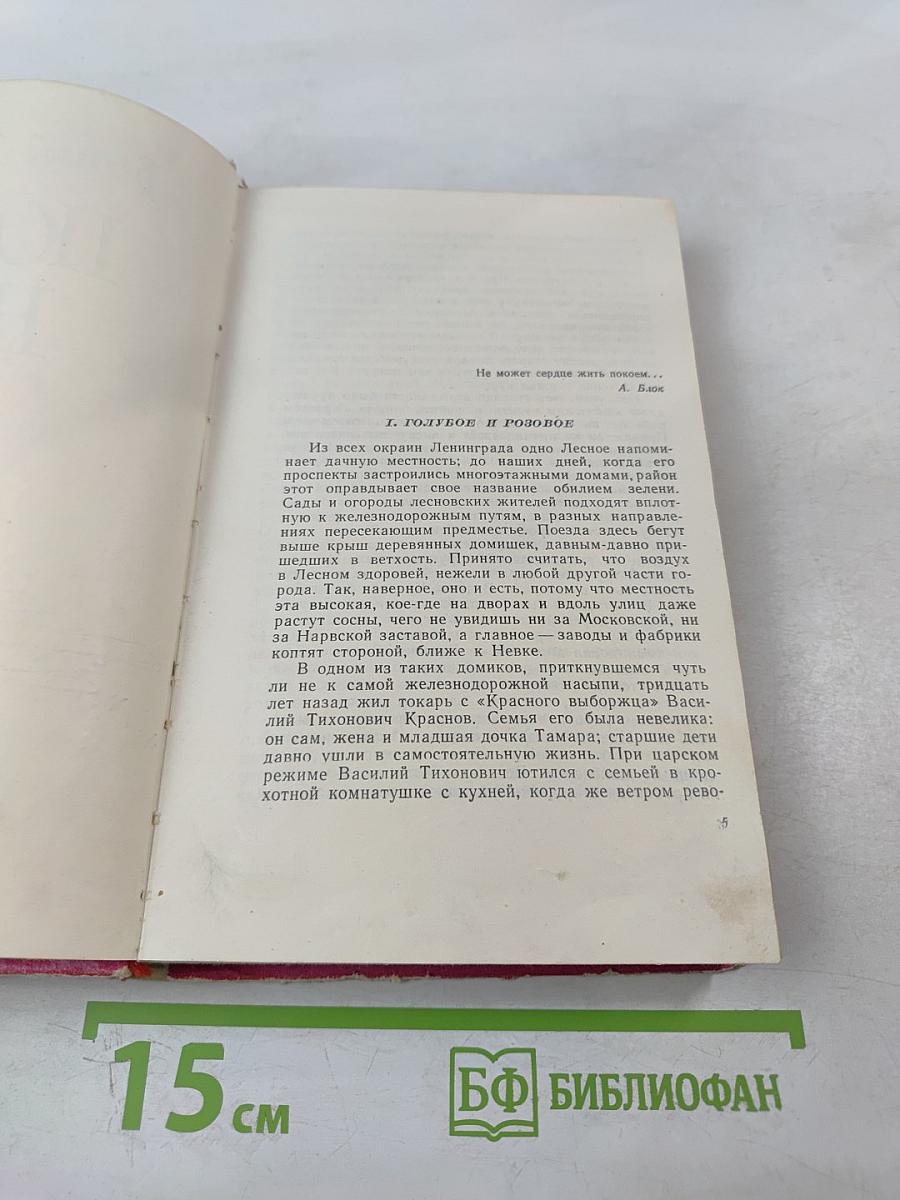 Не может сердце жить покоем...
А. Блок
I. ГОЛУБОЕ И РОЗОВОЕ
Из всех окраин Ленинграда одно Лесное напоми-
нает дачную местность; до наших дней, когда его
проспекты застроились многоэтажными домами, район
этот оправдывает свое название обилием зелени.
Сады и огороды лесновских жителей подходят вплот-
ную к железнодорожным путям, в разных направле-
ниях пересекающим предместье. Поезда здесь бегут
выше крыш деревянных домишек, давным-давно при-
шедших в ветхость. Принято считать, что воздух
в Лесном здоровей, нежели в любой другой части го-
рода. Так, наверное, оно и есть, потому что местность
эта высокая, кое-где на дворах и вдоль улиц даже
растут сосны, чего не увидишь ни за Московской, ни
за Нарвской заставой, а главное — заводы и фабрики
коптят стороной, ближе к Невке.
В одном из таких домиков, приткнувшемся чуть
ли не к самой железнодорожной насыпи, тридцать
лет назад жил токарь с «Красного выборжца» Васи-
лий Тихонович Краснов. Семья его была невелика:
он сам, жена и младшая дочка Тамара; старшие дети
давно ушли в самостоятельную жизнь. При царском
режиме Василий Тихонович ютился с семьей в кро-
хотной комнатушке с кухней, когда же ветром рево-
5
15 см
БФ БИБЛИОФАН